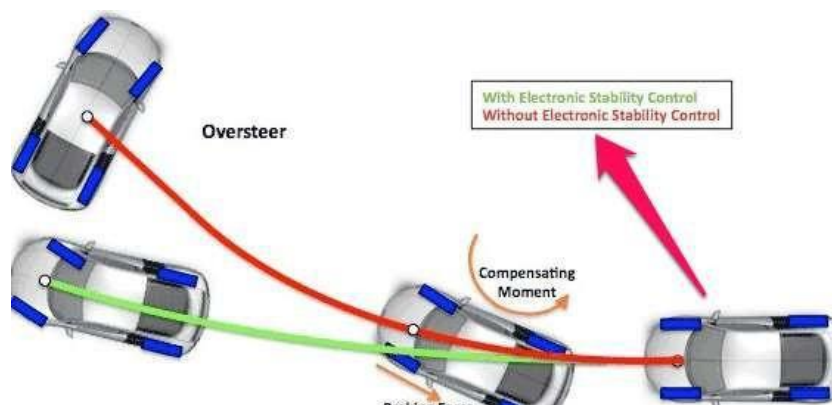 With Electronic Stability Control
Without Electronic Stability Control
Oversteer
Compensating
Moment